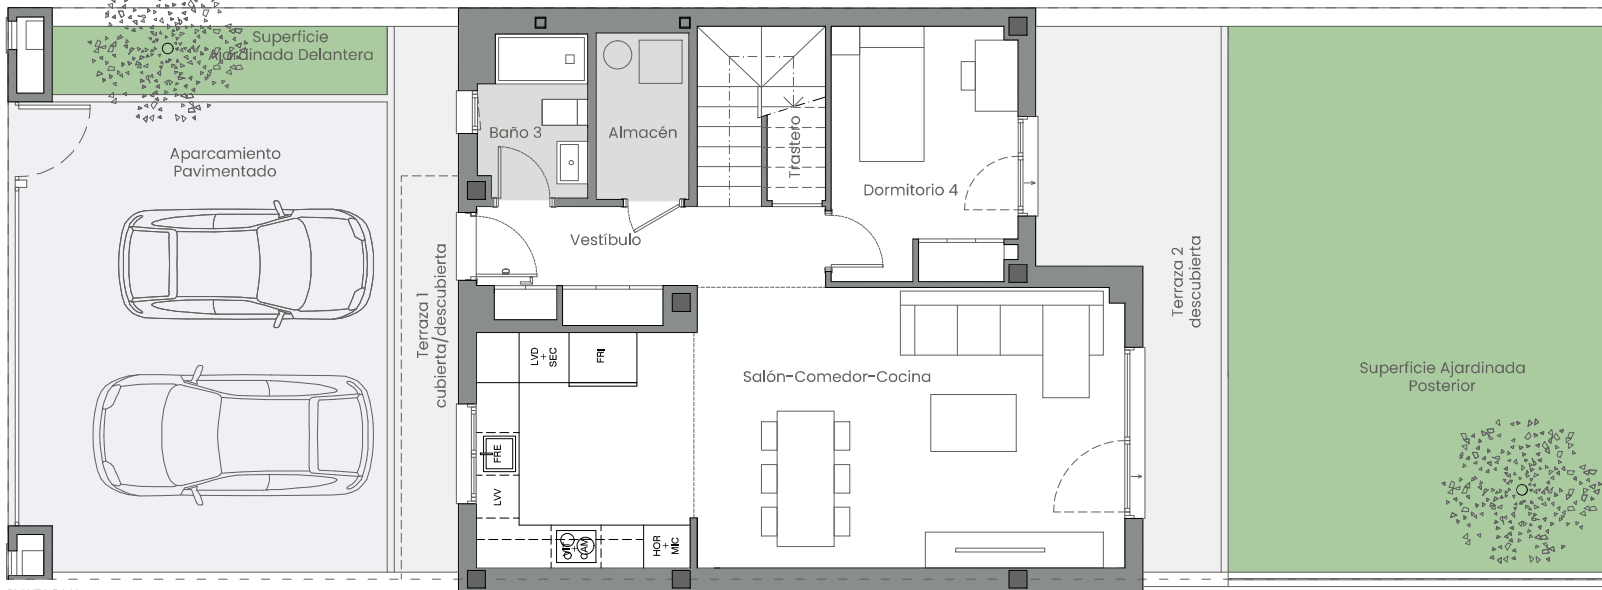 Superficie
Ajardinada Delantera
Aparcamiento
Pavimentado
Terraza 1
cubierta/descubierta
Baño 3
Almacén
Trastero
Dormitorio 4
Vestíbulo
Terraza 2
descubierta
LVD
+
SEC
FRI
Salón-Comedor-Cocina
Superficie Ajardinada
Posterior
FRE
LVV
HOR
+
MIC